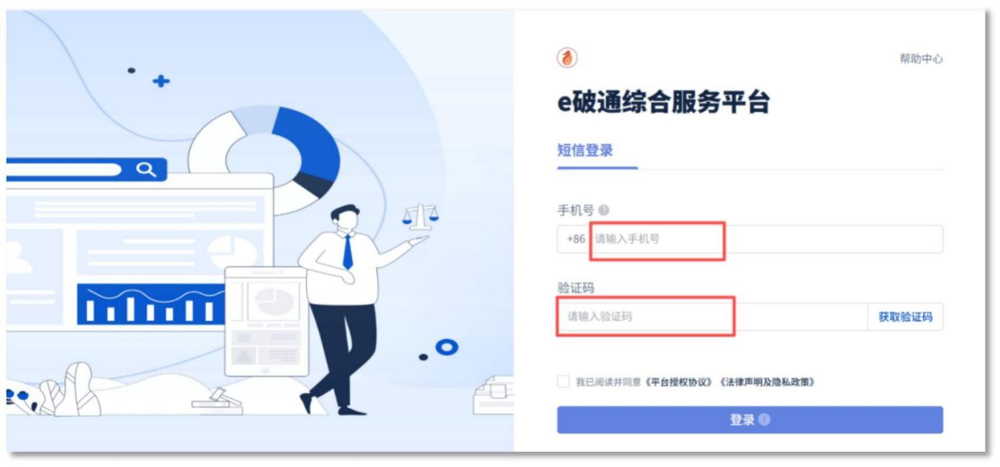 帮助中心
e破通综合服务平台
短信登录
手机号
+86 请输入手机号
验证码
请输入验证码 获取验证码
我已阅读并同意《平台授权协议》《法律声明及隐私政策》
登录